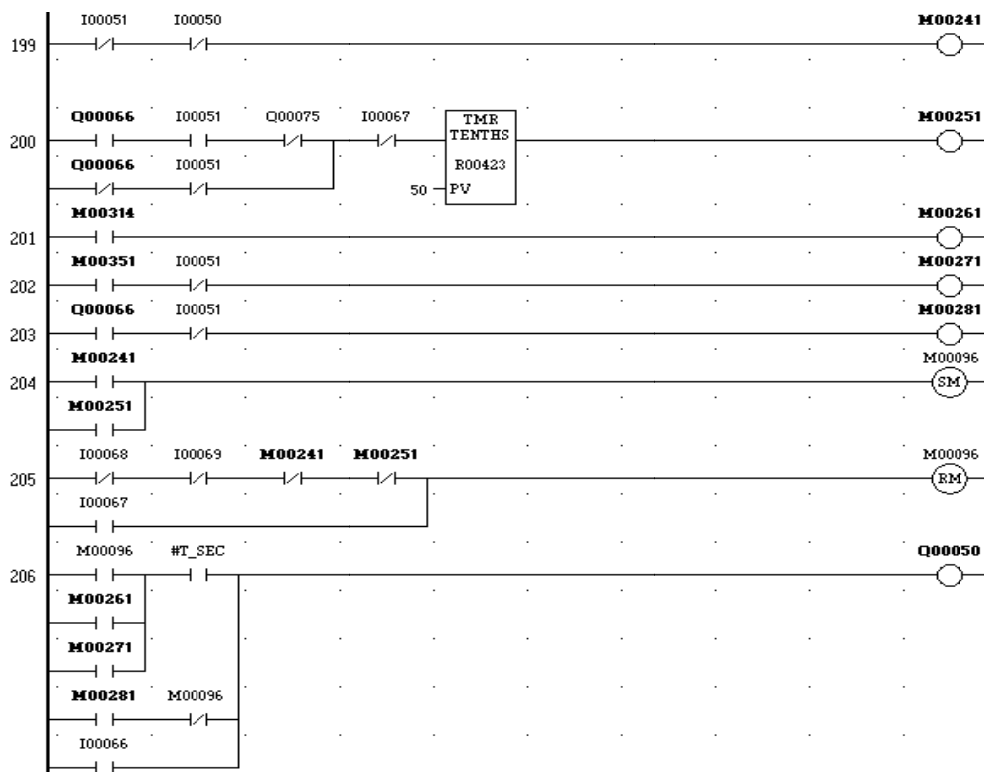 I00051 I00050 M00241
199
Q00066 I00051 Q00075 I00067 TMR M00251
200 TENTHS
Q00066 I00051 R00423
50 PV
M00314 M00261
201
M00351 I00051 M00271
202
Q00066 I00051 M00281
203
M00241 M00096
204 SM
M00251
I00068 I00069 M00241 M00251 M00096
205 RM
I00067
M00096 #T_SEC Q00050
206
M00261
M00271
M00281 M00096
I00066